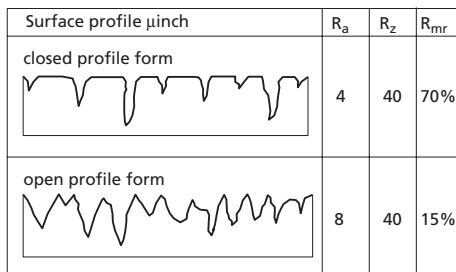 Surface profile µinch Ra Rz Rmr
closed profile form
4 40 70%
open profile form
8 40 15%